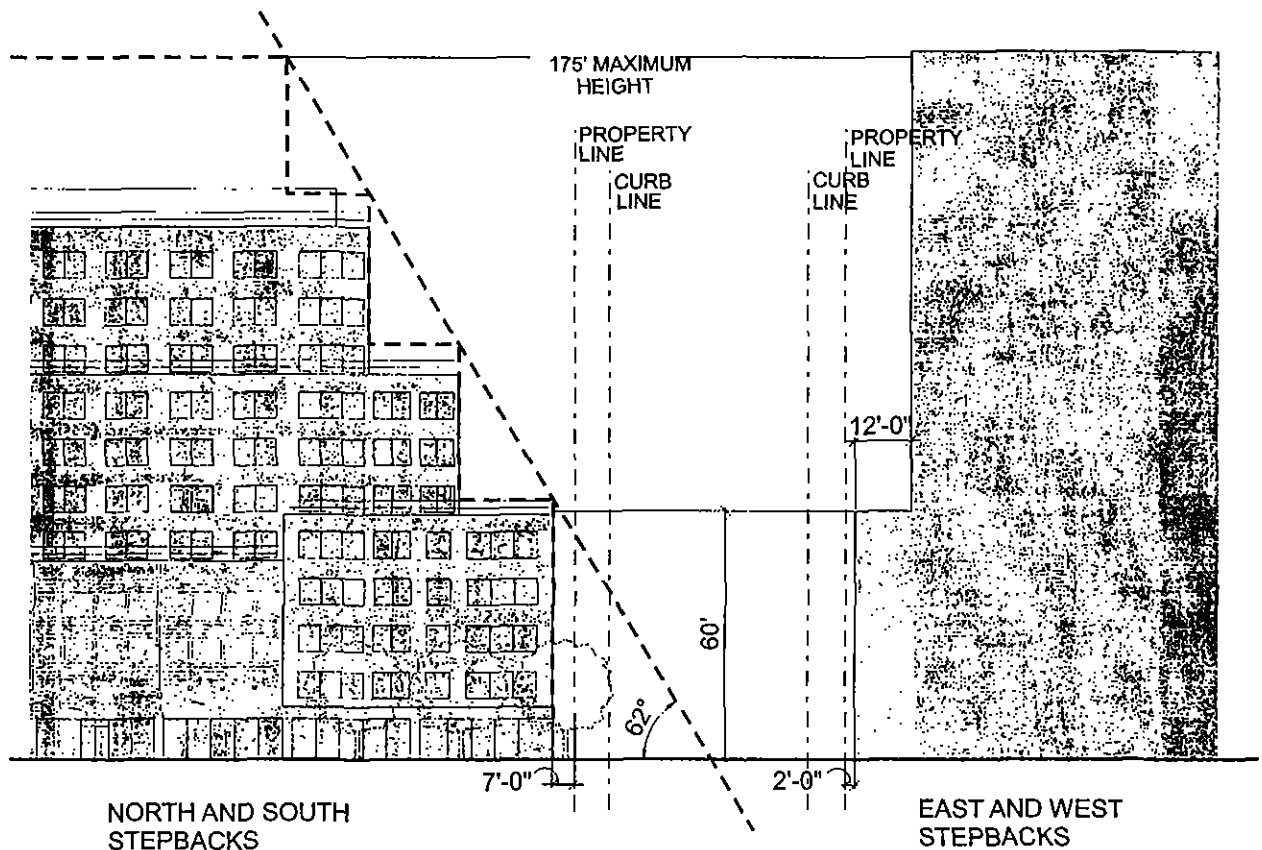 175' MAXIMUM
HEIGHT
PROPERTY
LINE
PROPERTY
LINE
CURB
LINE
CURB
LINE
12'-0"
60'
62°
7'-0"
2'-0"
NORTH AND SOUTH
STEPBACKS
EAST AND WEST
STEPBACKS